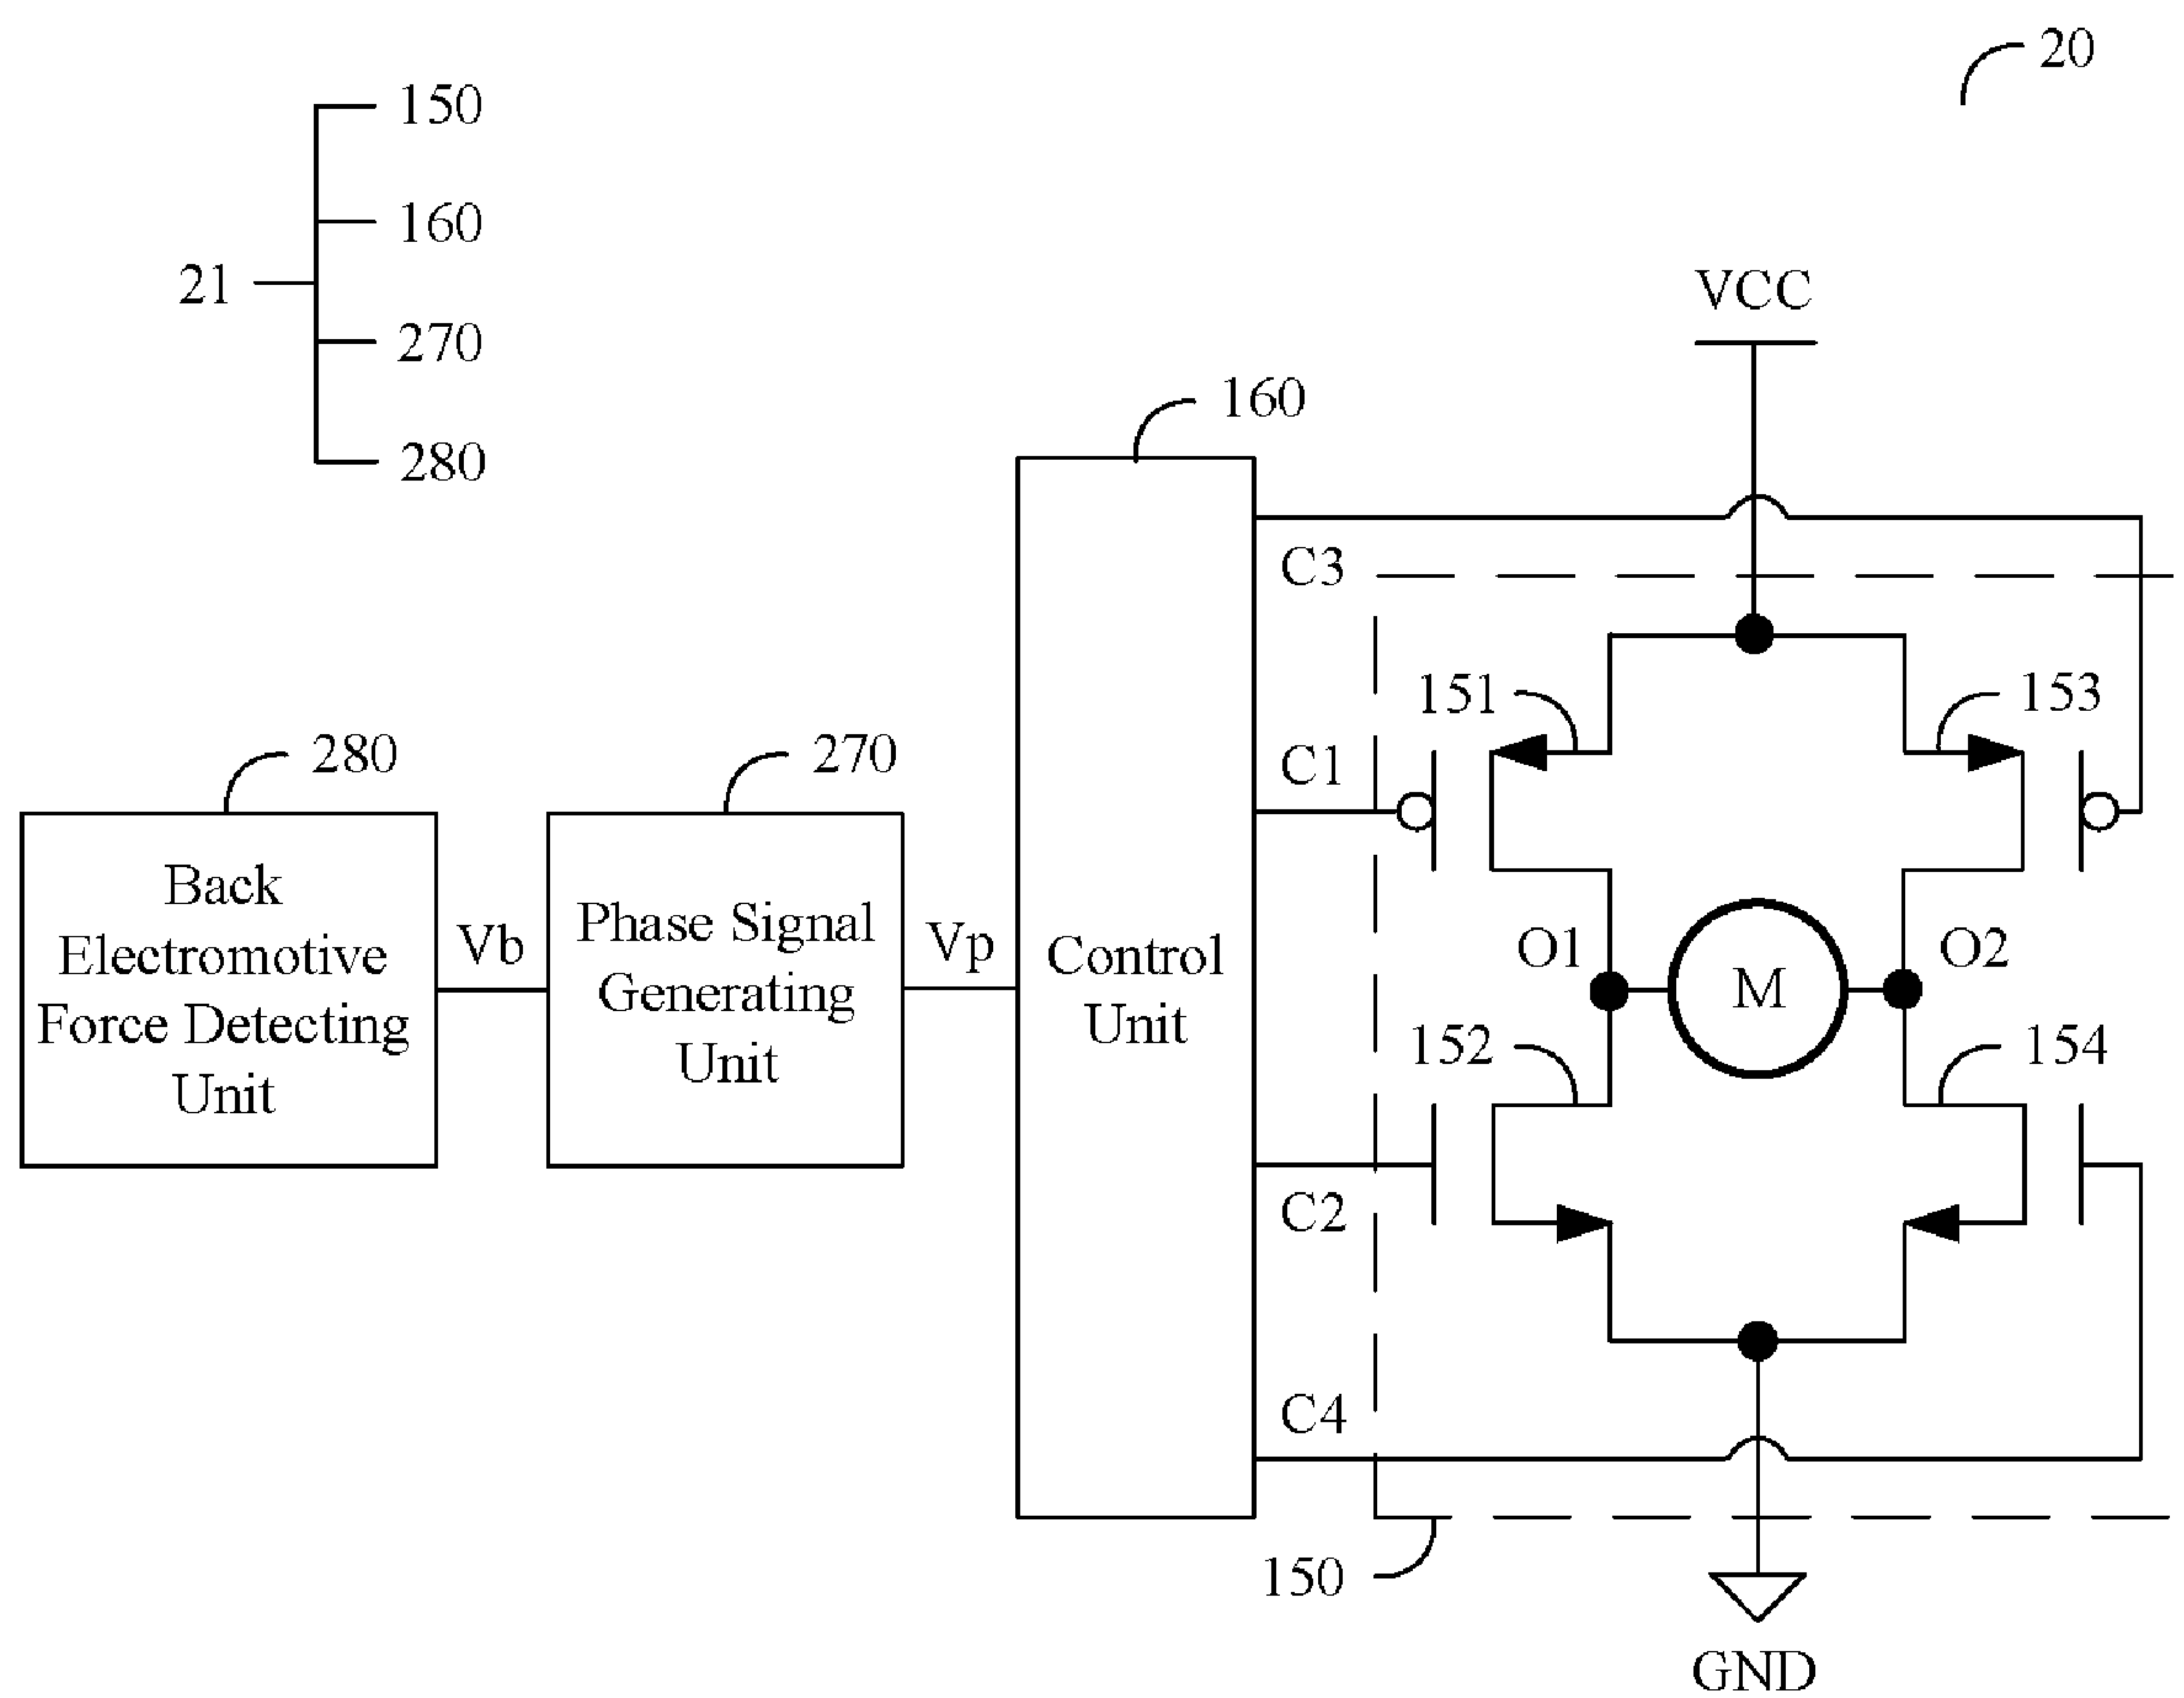 20
150
160
21
270
280
VCC
160
C3
151
153
C1
280
270
Back
Electromotive
Force Detecting
Unit
Vb
Phase Signal
Generating
Unit
Vp
Control
Unit
O1
M
O2
152
154
C2
C4
150
GND